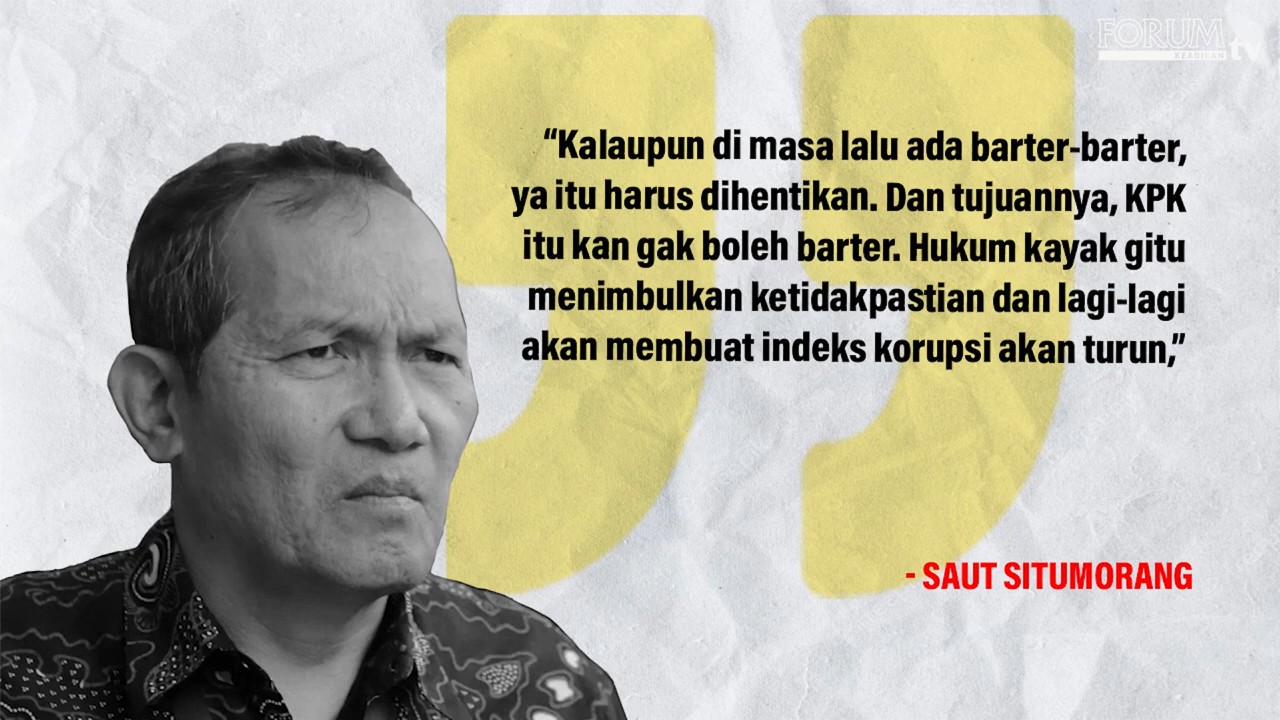 FORUM
KEADILAN
tv
“Kalaupun di masa lalu ada barter-barter,
ya itu harus dihentikan. Dan tujuannya, KPK
itu kan gak boleh barter. Hukum kayak gitu
menimbulkan ketidakpastian dan lagi-lagi
akan membuat indeks korupsi akan turun,”
- SAUT SITUMORANG